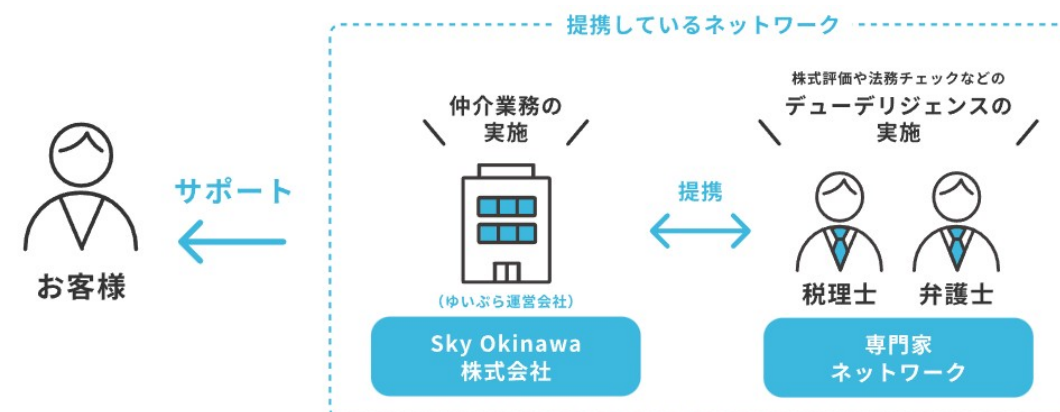 提携しているネットワーク
株式評価や法務チェックなどの
デューデリジェンスの
実施
仲介業務の
実施
サポート
提携
お客様
税理士
弁護士
(ゆいぶら運営会社)
Sky Okinawa
株式会社
専門家
ネットワーク